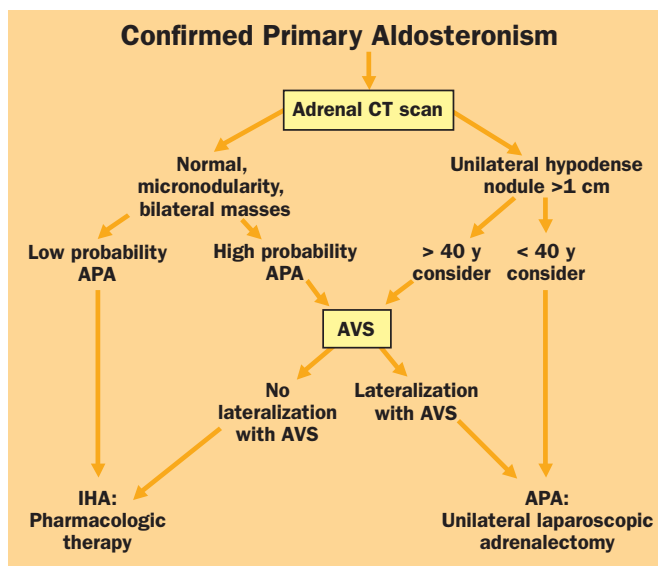 Confirmed Primary Aldosteronism
Adrenal CT scan
Normal,
micronodularity,
bilateral masses
Unilateral hypodense
nodule >1 cm
Low probability
APA
High probability
APA
> 40 y
consider
< 40 y
consider
AVS
No
lateralization
with AVS
Lateralization
with AVS
IHA:
Pharmacologic
therapy
APA:
Unilateral laparoscopic
adrenalectomy